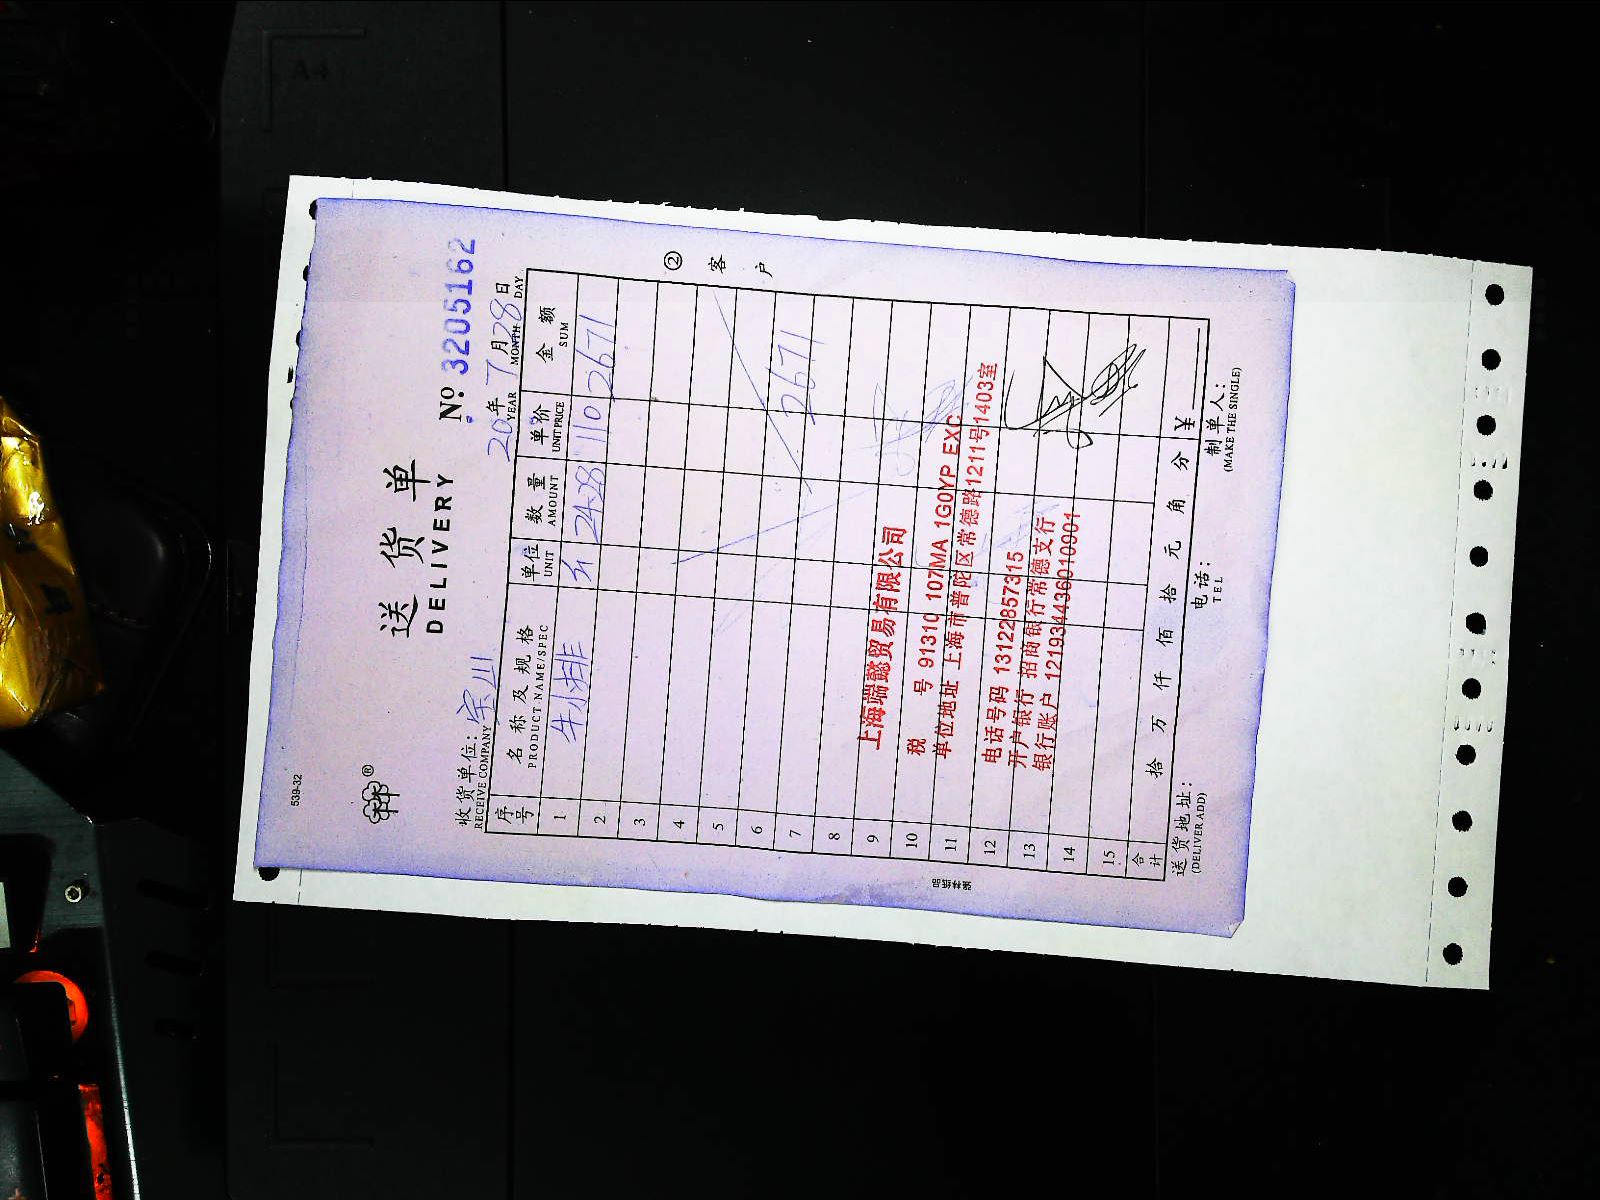 539-32
送货单
DELIVERY
№ 3205162
收货单位：宝川
RECEIVE COMPANY
20年7月28日
YEAR MONTH DAY
序号 名称及规格 单位 数量 单价 金额
PRODUCT NAME/SPEC UNIT AMOUNT UNIT PRICE SUM
1 牛小排 斤 24.28 110 2671
2
3
4
5
6
7 2671
8
9
10
11
12
13
14
15
② 客户
上海端懿贸易有限公司
税号 91310 107MA 1G0YP EXC
单位地址 上海市普陀区常德路1211号1403室
电话号码 13122857315
开户银行 招商银行常德支行
银行账户 121934436010901
合计 拾 万 仟 佰 拾 元 角 分 ¥
送货地址： 电话： 制单人：
(DELIVER ADD) TEL (MAKE THE SINGLE)
A4